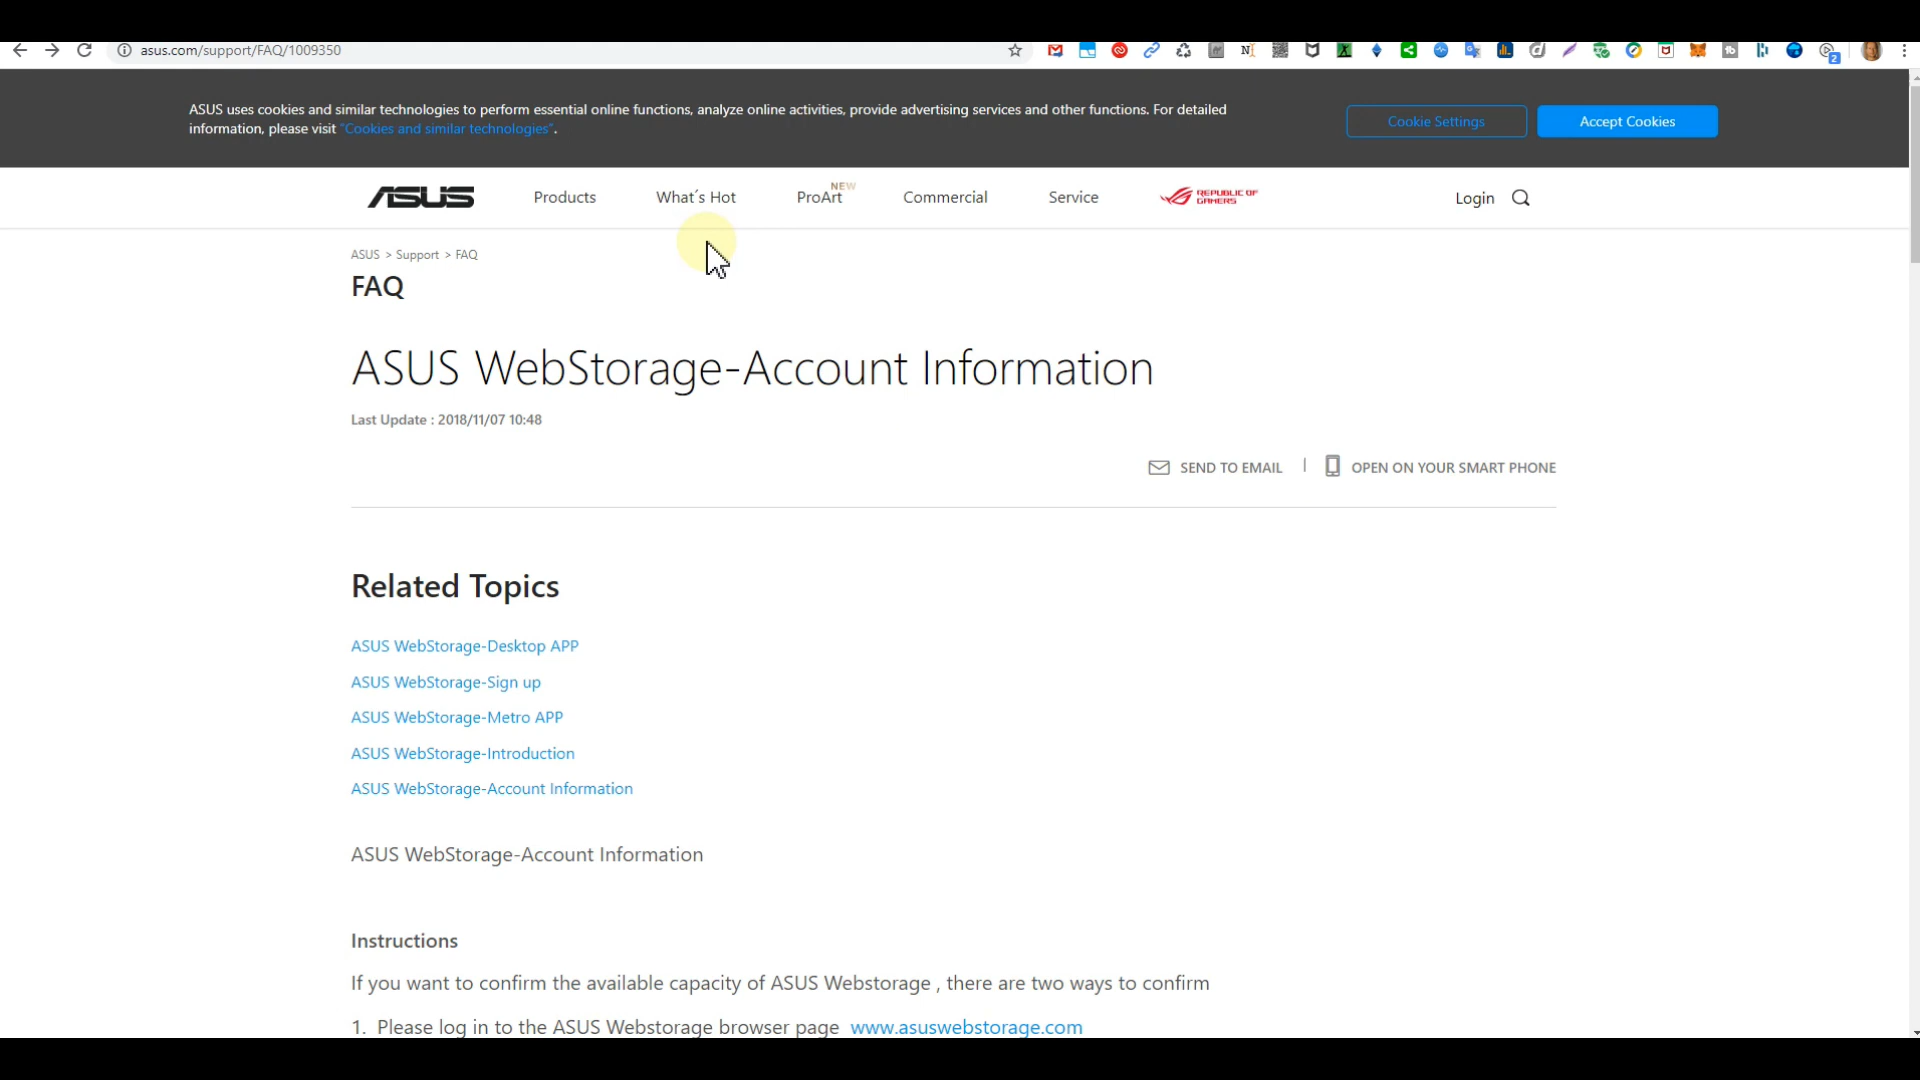 asus.com/support/FAQ/1009350
ASUS uses cookies and similar technologies to perform essential online functions, analyze online activities, provide advertising services and other functions. For detailed
information, please visit "Cookies and similar technologies".
Cookie Settings
Accept Cookies
ASUS
Products
What´s Hot
ProArt
NEW
Commercial
Service
REPUBLIC OF
GAMERS
Login
ASUS > Support > FAQ
FAQ
ASUS WebStorage-Account Information
Last Update : 2018/11/07 10:48
SEND TO EMAIL
OPEN ON YOUR SMART PHONE
Related Topics
ASUS WebStorage-Desktop APP
ASUS WebStorage-Sign up
ASUS WebStorage-Metro APP
ASUS WebStorage-Introduction
ASUS WebStorage-Account Information
ASUS WebStorage-Account Information
Instructions
If you want to confirm the available capacity of ASUS Webstorage , there are two ways to confirm
1. Please log in to the ASUS Webstorage browser page www.asuswebstorage.com